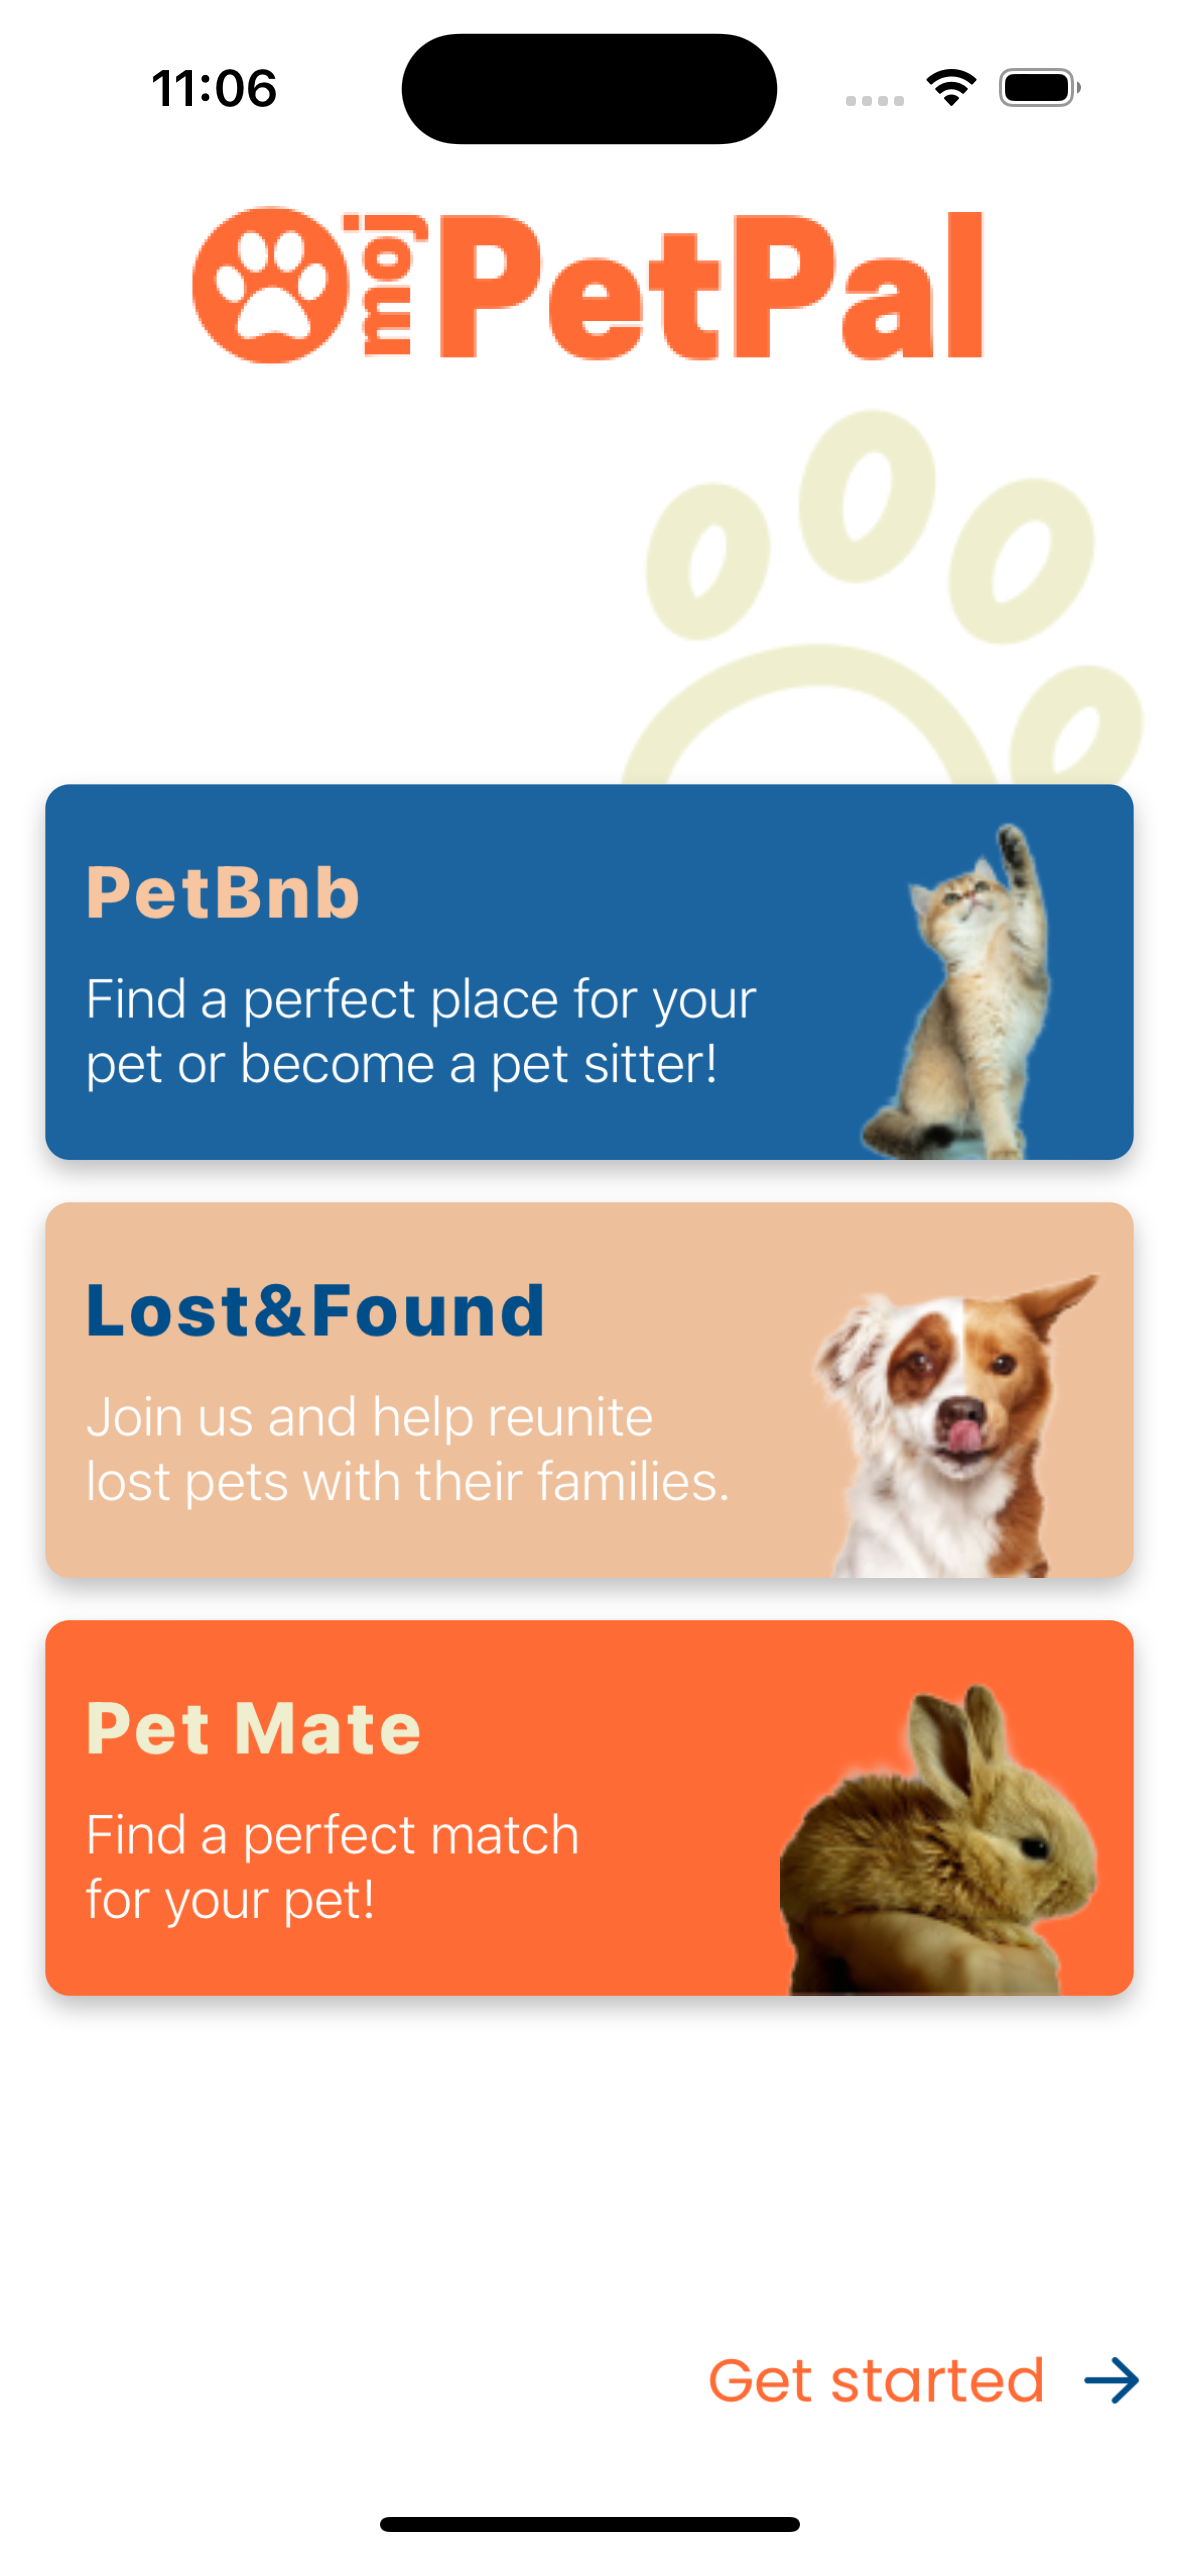 11:06
moj PetPal
PetBnb
Find a perfect place for your
pet or become a pet sitter!
Lost&Found
Join us and help reunite
lost pets with their families.
Pet Mate
Find a perfect match
for your pet!
Get started